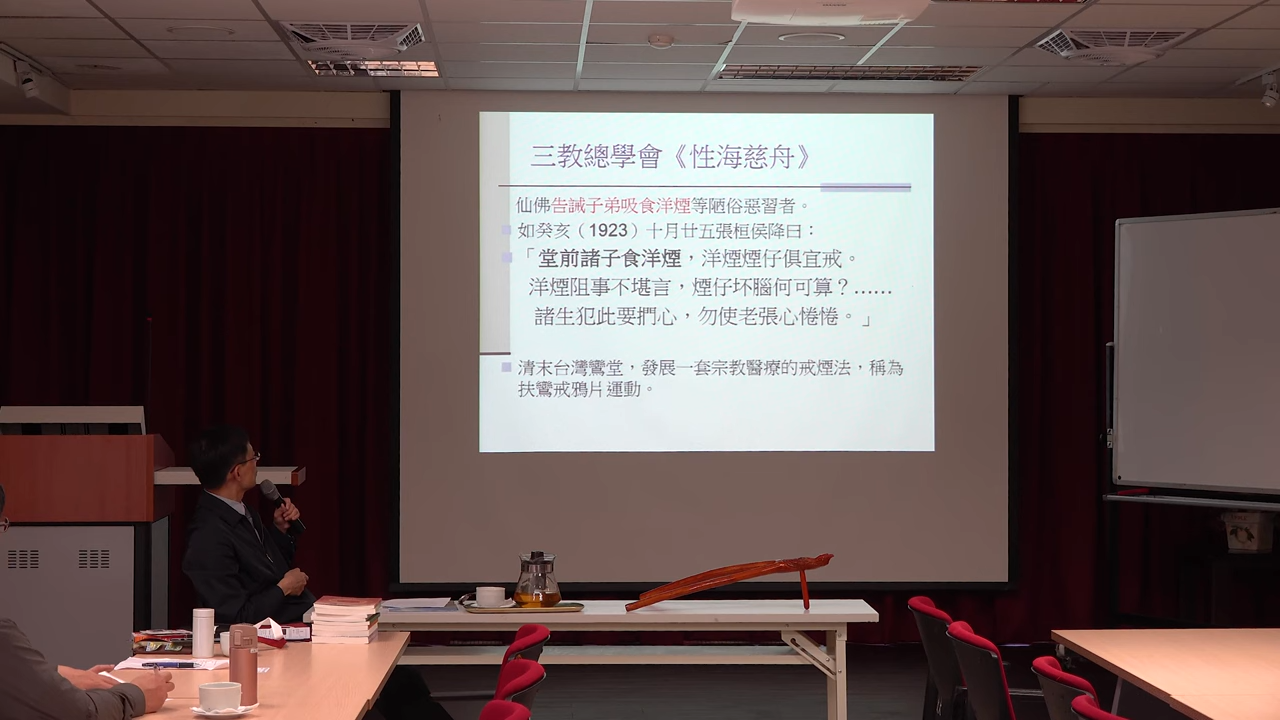 三教總學會《性海慈舟》
仙佛告誡子弟吸食洋煙等陋俗惡習者。
如癸亥（1923）十月廿五張桓侯降曰：
「堂前諸子食洋煙，洋煙煙仔俱宜戒。
洋煙阻事不堪言，煙仔坏腦何可算？……
諸生犯此要捫心，勿使老張心惓惓。」
清末台灣鸞堂，發展一套宗教醫療的戒煙法，稱為
扶鸞戒鴉片運動。